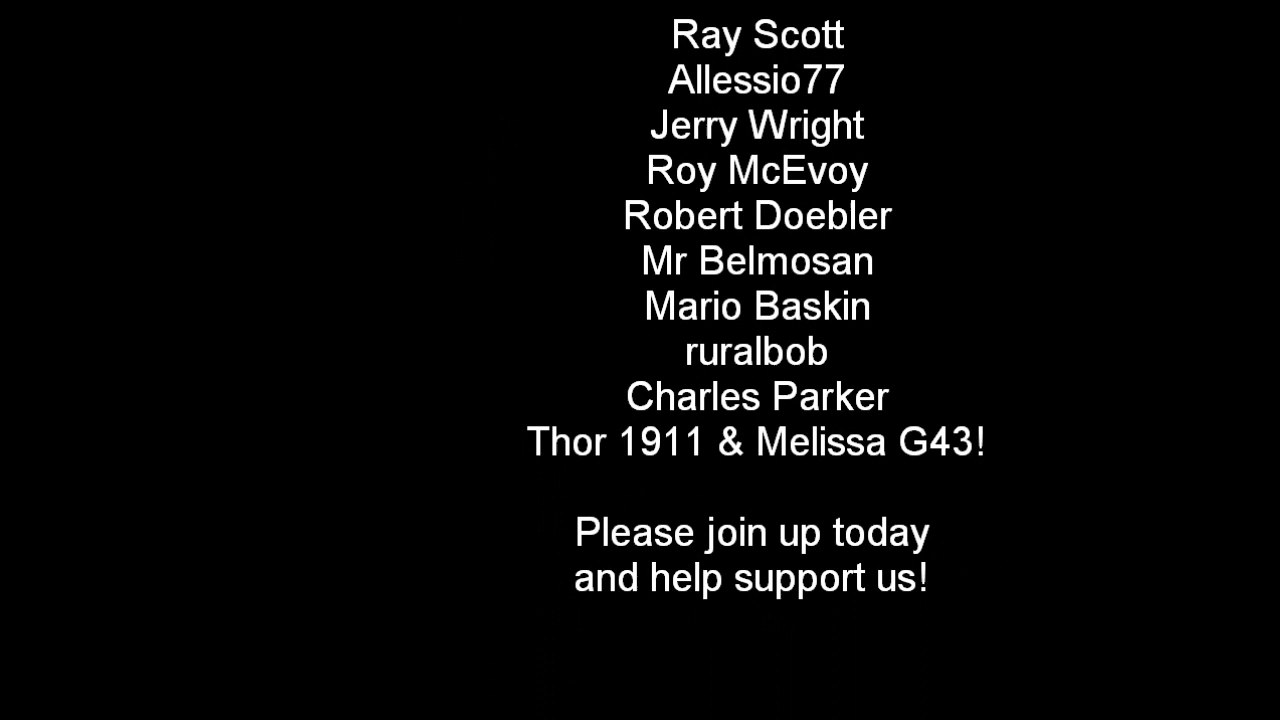 Ray Scott
Allessio77
Jerry Wright
Roy McEvoy
Robert Doebler
Mr Belmosan
Mario Baskin
ruralbob
Charles Parker
Thor 1911 & Melissa G43!
Please join up today
and help support us!